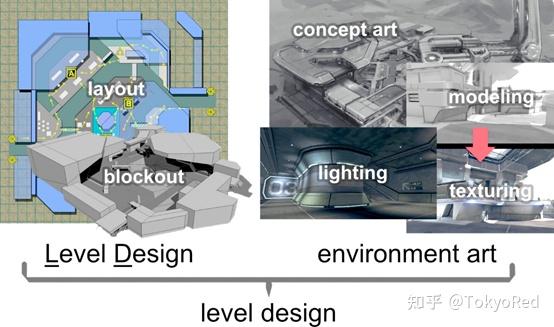 concept art
layout
modeling
blockout
lighting
texturing
Level Design
environment art
level design
知乎 @TokyoRed
A
B